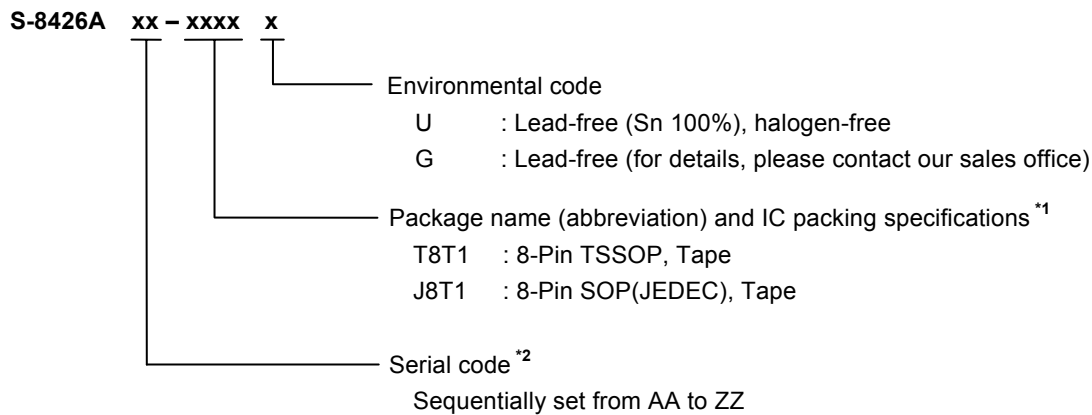 S-8426A xx – xxxx x
Environmental code
U : Lead-free (Sn 100%), halogen-free
G : Lead-free (for details, please contact our sales office)
Package name (abbreviation) and IC packing specifications *1
T8T1 : 8-Pin TSSOP, Tape
J8T1 : 8-Pin SOP(JEDEC), Tape
Serial code *2
Sequentially set from AA to ZZ